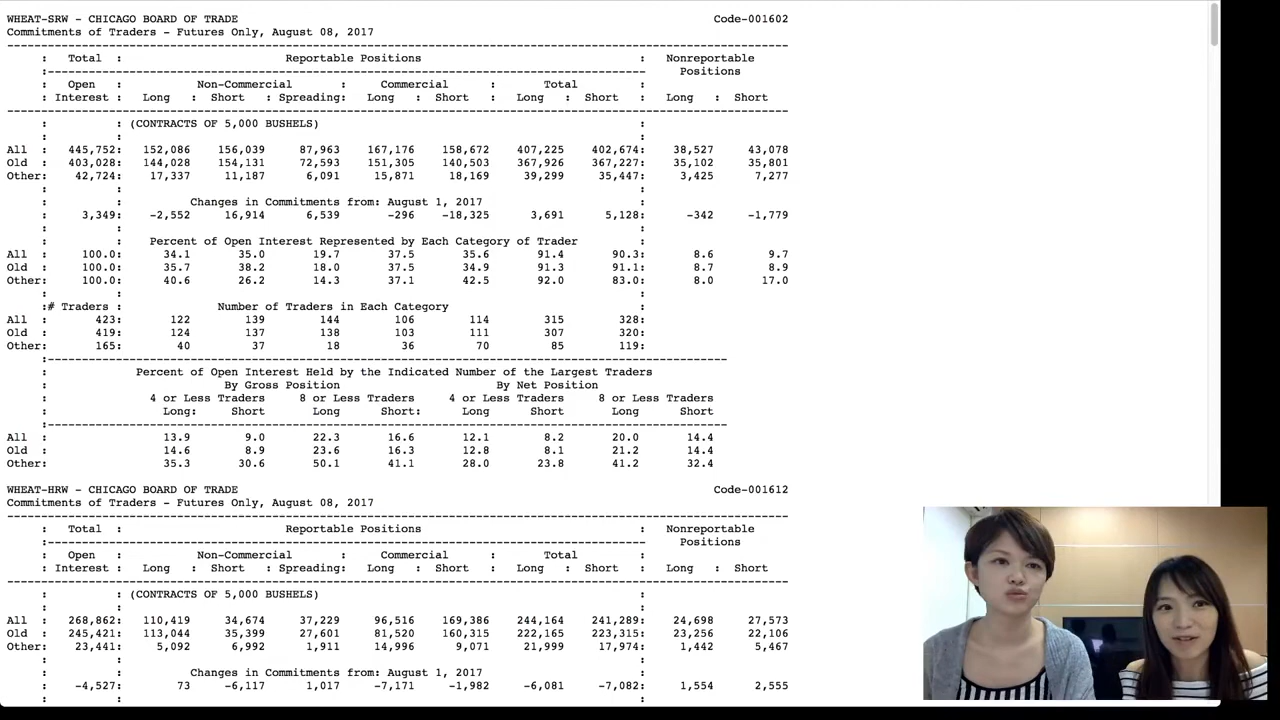 WHEAT-SRW - CHICAGO BOARD OF TRADE Code-001602
Commitments of Traders - Futures Only, August 08, 2017
: Total : Reportable Positions : Nonreportable
Positions
: Open : Non-Commercial : Commercial : Total :
: Interest : Long : Short : Spreading: Long : Short : Long : Short : Long : Short
: : (CONTRACTS OF 5,000 BUSHELS) :
: : :
All : 445,752: 152,086 156,039 87,963 167,176 158,672 407,225 402,674: 38,527 43,078
Old : 403,028: 144,028 154,131 72,593 151,305 140,503 367,926 367,227: 35,102 35,801
Other: 42,724: 17,337 11,187 6,091 15,871 18,169 39,299 35,447: 3,425 7,277
: : :
: : Changes in Commitments from: August 1, 2017 :
: 3,349: -2,552 16,914 6,539 -296 -18,325 3,691 5,128: -342 -1,779
: : :
: : Percent of Open Interest Represented by Each Category of Trader :
All : 100.0: 34.1 35.0 19.7 37.5 35.6 91.4 90.3: 8.6 9.7
Old : 100.0: 35.7 38.2 18.0 37.5 34.9 91.3 91.1: 8.7 8.9
Other: 100.0: 40.6 26.2 14.3 37.1 42.5 92.0 83.0: 8.0 17.0
: : :
:# Traders : Number of Traders in Each Category :
All : 423: 122 139 144 106 114 315 328:
Old : 419: 124 137 138 103 111 307 320:
Other: 165: 40 37 18 36 70 85 119:
: Percent of Open Interest Held by the Indicated Number of the Largest Traders
: By Gross Position By Net Position
: 4 or Less Traders 8 or Less Traders 4 or Less Traders 8 or Less Traders
: Long: Short Long Short: Long Short Long Short
All : 13.9 9.0 22.3 16.6 12.1 8.2 20.0 14.4
Old : 14.6 8.9 23.6 16.3 12.8 8.1 21.2 14.4
Other: 35.3 30.6 50.1 41.1 28.0 23.8 41.2 32.4
WHEAT-HRW - CHICAGO BOARD OF TRADE Code-001612
Commitments of Traders - Futures Only, August 08, 2017
: Total : Reportable Positions : Nonreportable
Positions
: Open : Non-Commercial : Commercial : Total :
: Interest : Long : Short : Spreading: Long : Short : Long : Short : Long : Short
: : (CONTRACTS OF 5,000 BUSHELS) :
: : :
All : 268,862: 110,419 34,674 37,229 96,516 169,386 244,164 241,289: 24,698 27,573
Old : 245,421: 113,044 35,399 27,601 81,520 160,315 222,165 223,315: 23,256 22,106
Other: 23,441: 5,092 6,992 1,911 14,996 9,071 21,999 17,974: 1,442 5,467
: : :
: : Changes in Commitments from: August 1, 2017 :
: -4,527: 73 -6,117 1,017 -7,171 -1,982 -6,081 -7,082: 1,554 2,555
: : :